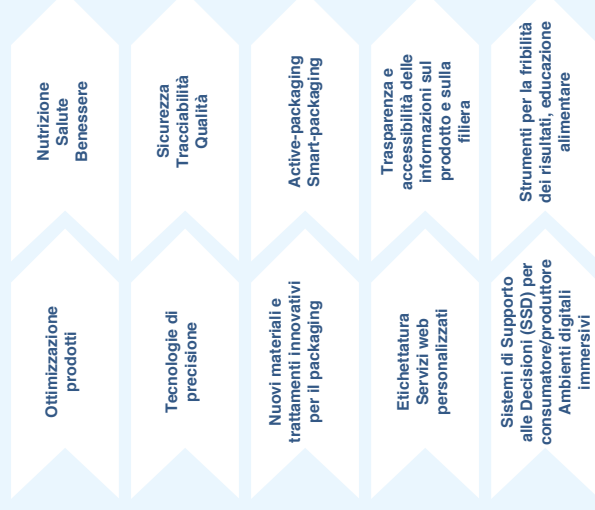 Ottimizzazione
prodotti
Nutrizione
Salute
Benessere
Tecnologie di
precisione
Sicurezza
Tracciabilità
Qualità
Nuovi materiali e
trattamenti innovativi
per il packaging
Active-packaging
Smart-packaging
Etichettatura
Servizi web
personalizzati
Trasparenza e
accessibilità delle
informazioni sul
prodotto e sulla
filiera
Sistemi di Supporto
alle Decisioni (SSD) per
consumatore/produttore
Ambienti digitali
immersivi
Strumenti per la fribilità
dei risultati, educazione
alimentare